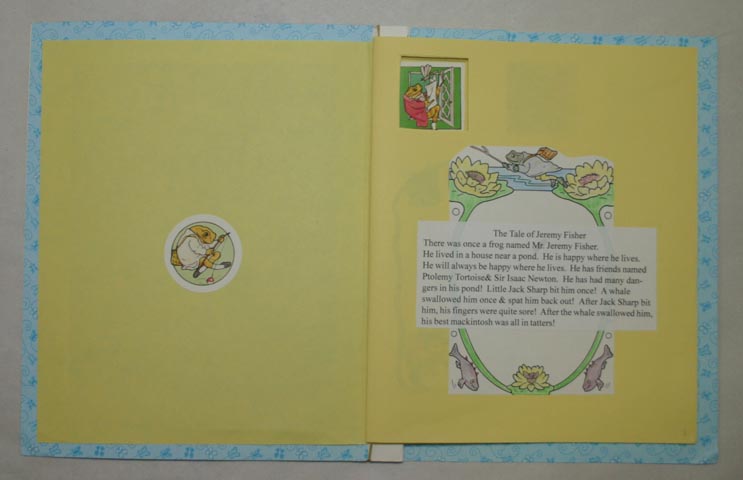 The Tale of Jeremy Fisher
There was once a frog named Mr. Jeremy Fisher.
He lived in a house near a pond. He is happy where be lives.
He will always be happy where be lives. He has friends named
Ptolemy Tortoise& Sir Isaac Newton. He has had many dan-
gers in his pond! Little Jack Sharp bit him once! A whale
swallowed him once & spat him back out! After Jack Sharp bit
him, his fingers were quite sore! After the whale swallowed him,
his best mackintosh was all in tatters!